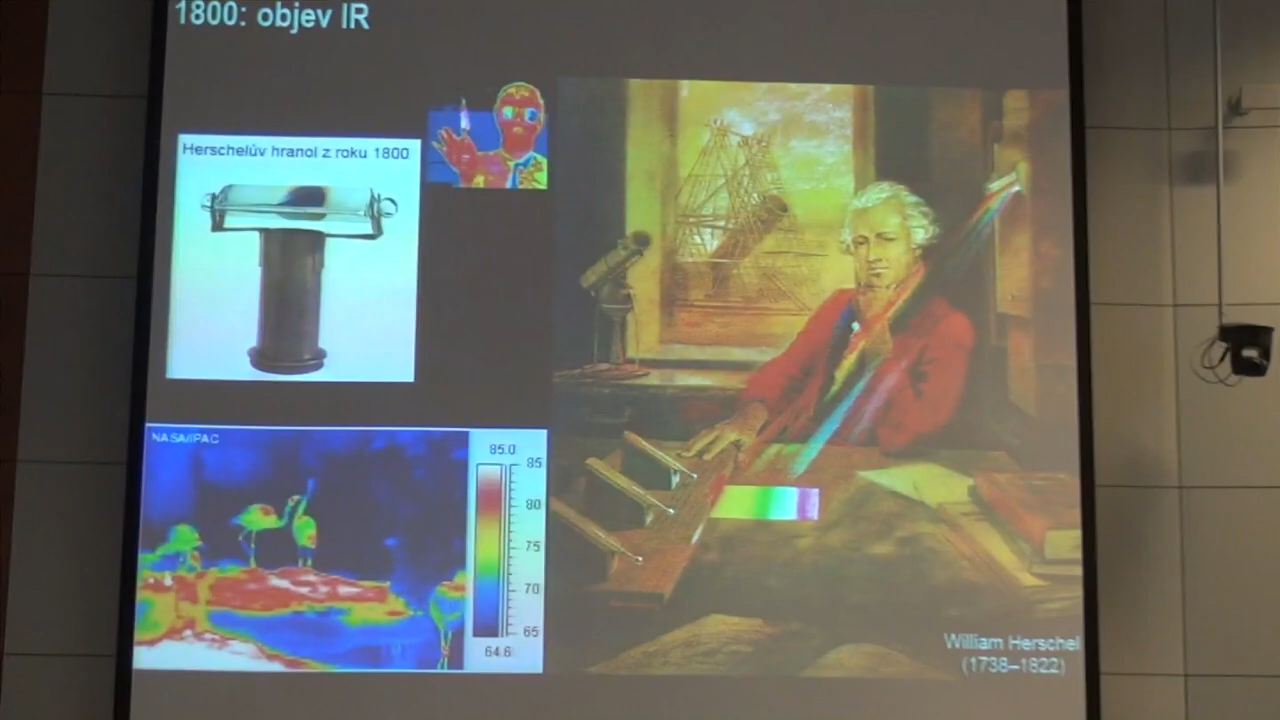 1800: objev IR
Herschelův hranol z roku 1800
NASA/IPAC
85.0
85
80
75
70
65
64.6
William Herschel
(1738–1822)